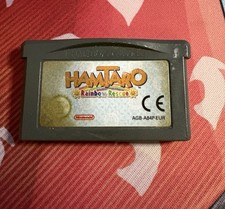 HAMTARO
Rainbow Rescue
Nintendo
CE
AGB-A84P EUR